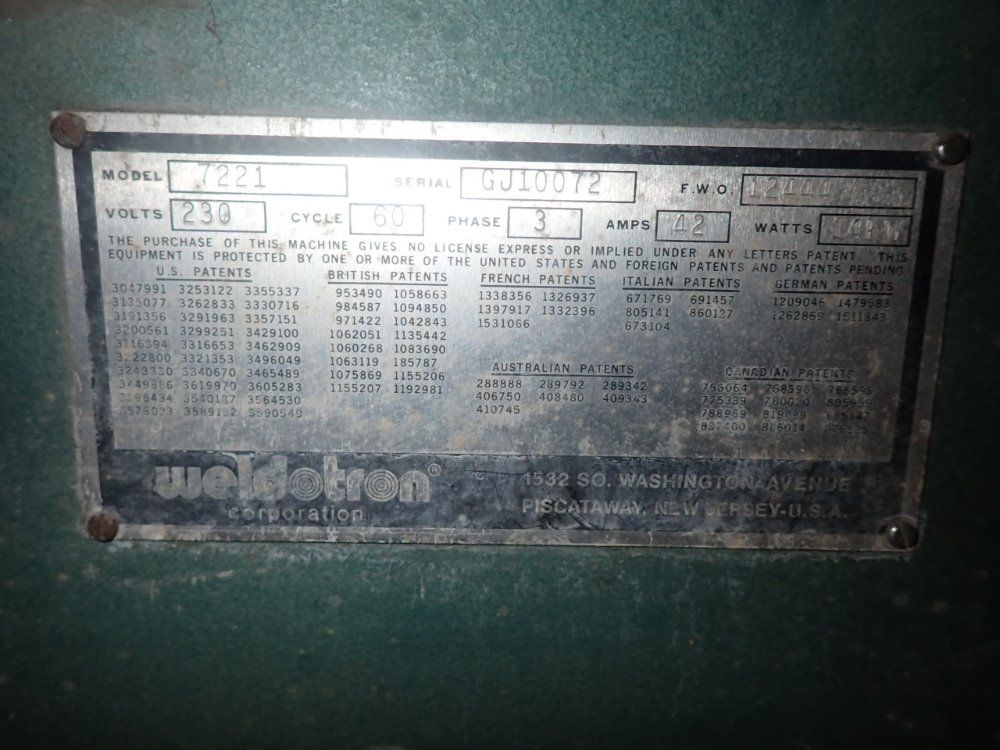 MODEL 7221 SERIAL GJ10072 F.W.O. 12444
VOLTS 230 CYCLE 60 PHASE 3 AMPS 42 WATTS 14KW
THE PURCHASE OF THIS MACHINE GIVES NO LICENSE EXPRESS OR IMPLIED UNDER ANY LETTERS PATENT. THIS
EQUIPMENT IS PROTECTED BY ONE OR MORE OF THE UNITED STATES AND FOREIGN PATENTS AND PATENTS PENDING.
U.S. PATENTS
3047991 3253122 3355337
3135077 3262833 3330716
3191356 3291963 3357151
3200561 3299251 3429100
3116394 3316653 3462909
3321353 3496049
3340670 3465489
3619970 3605283
3564530
BRITISH PATENTS
953490 1058663
984587 1094850
971422 1042843
1062051 1135442
1060268 1083690
1063119 185787
1075869 1155206
1155207 1192981
FRENCH PATENTS
1338356 1326937
1397917 1332396
1531066
ITALIAN PATENTS
671769 691457
805141 860127
673104
GERMAN PATENTS
1209046 1479583
1262869
AUSTRALIAN PATENTS
288888 289792 289342
406750 408480 409343
410745
CANADIAN PATENTS
775339
788969
weldotron®
corporation
1532 SO. WASHINGTON AVENUE
PISCATAWAY, NEW JERSEY-U.S.A.